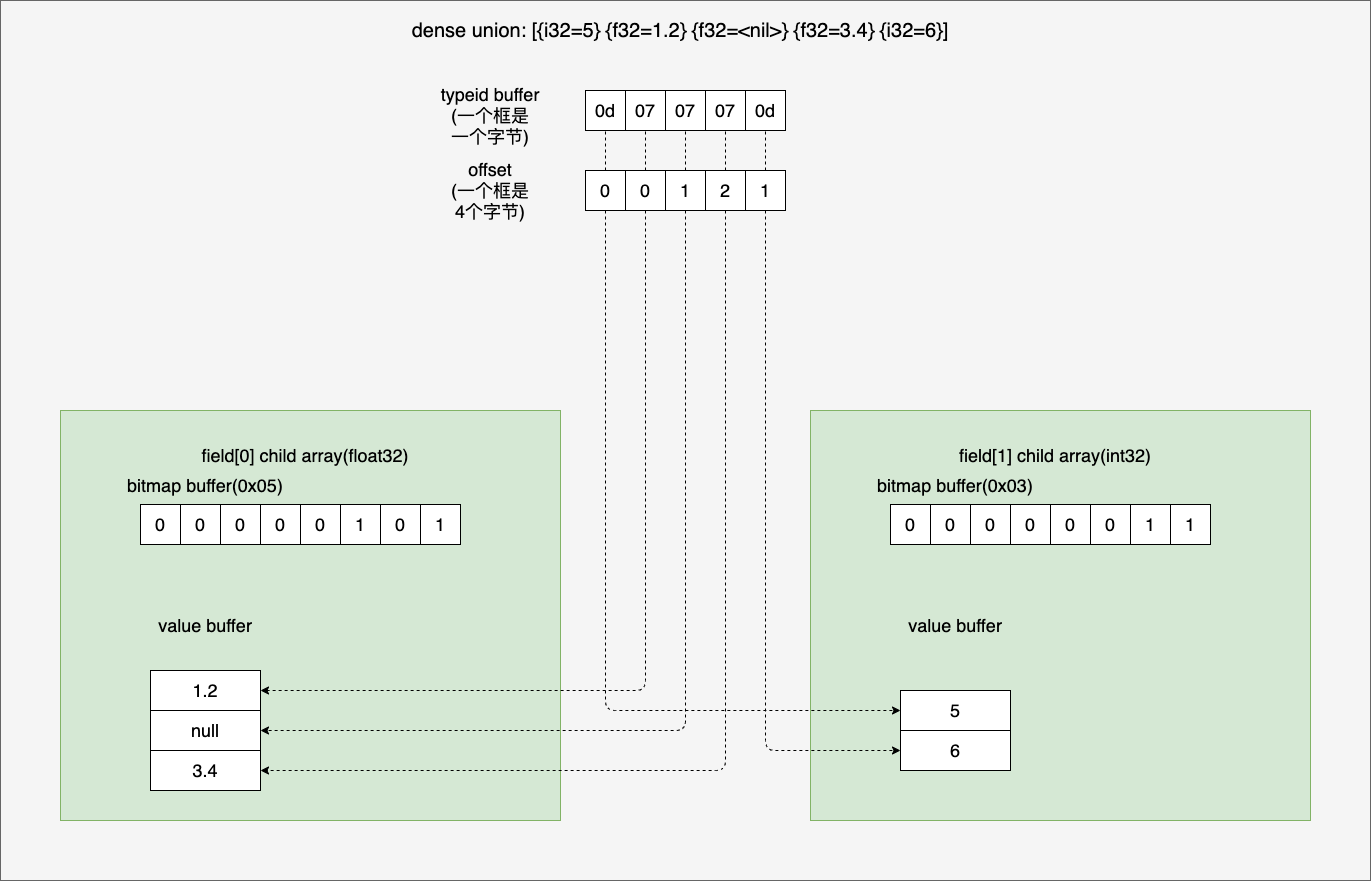 dense union: [{i32=5} {f32=1.2} {f32=<nil>} {f32=3.4} {i32=6}]
typeid buffer
(一个框是
一个字节)
0d 07 07 07 0d
offset
(一个框是
4个字节)
0 0 1 2 1
field[0] child array(float32)
bitmap buffer(0x05)
0 0 0 0 0 1 0 1
value buffer
1.2
null
3.4
field[1] child array(int32)
bitmap buffer(0x03)
0 0 0 0 0 0 1 1
value buffer
5
6